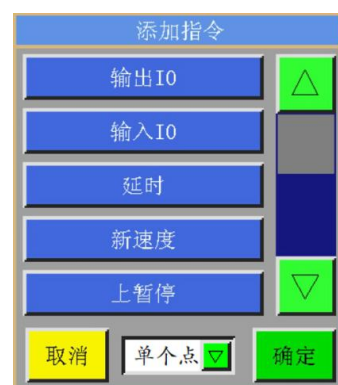 添加指令
输出IO
输入IO
延时
新速度
上暂停
取消 单个点 确定